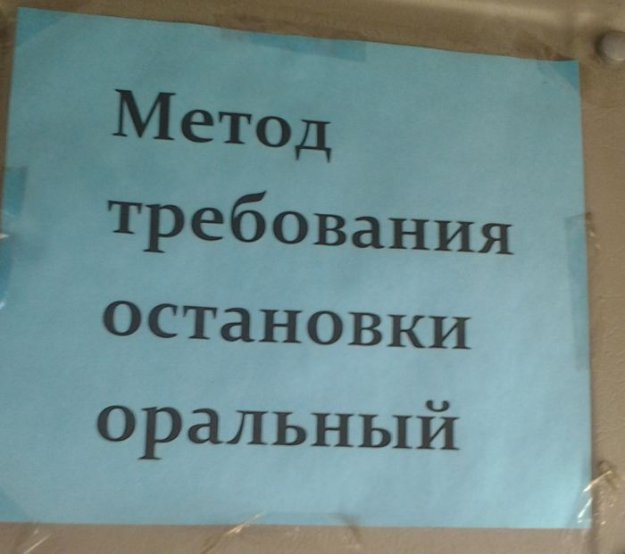 Метод
требования
остановки
оральный